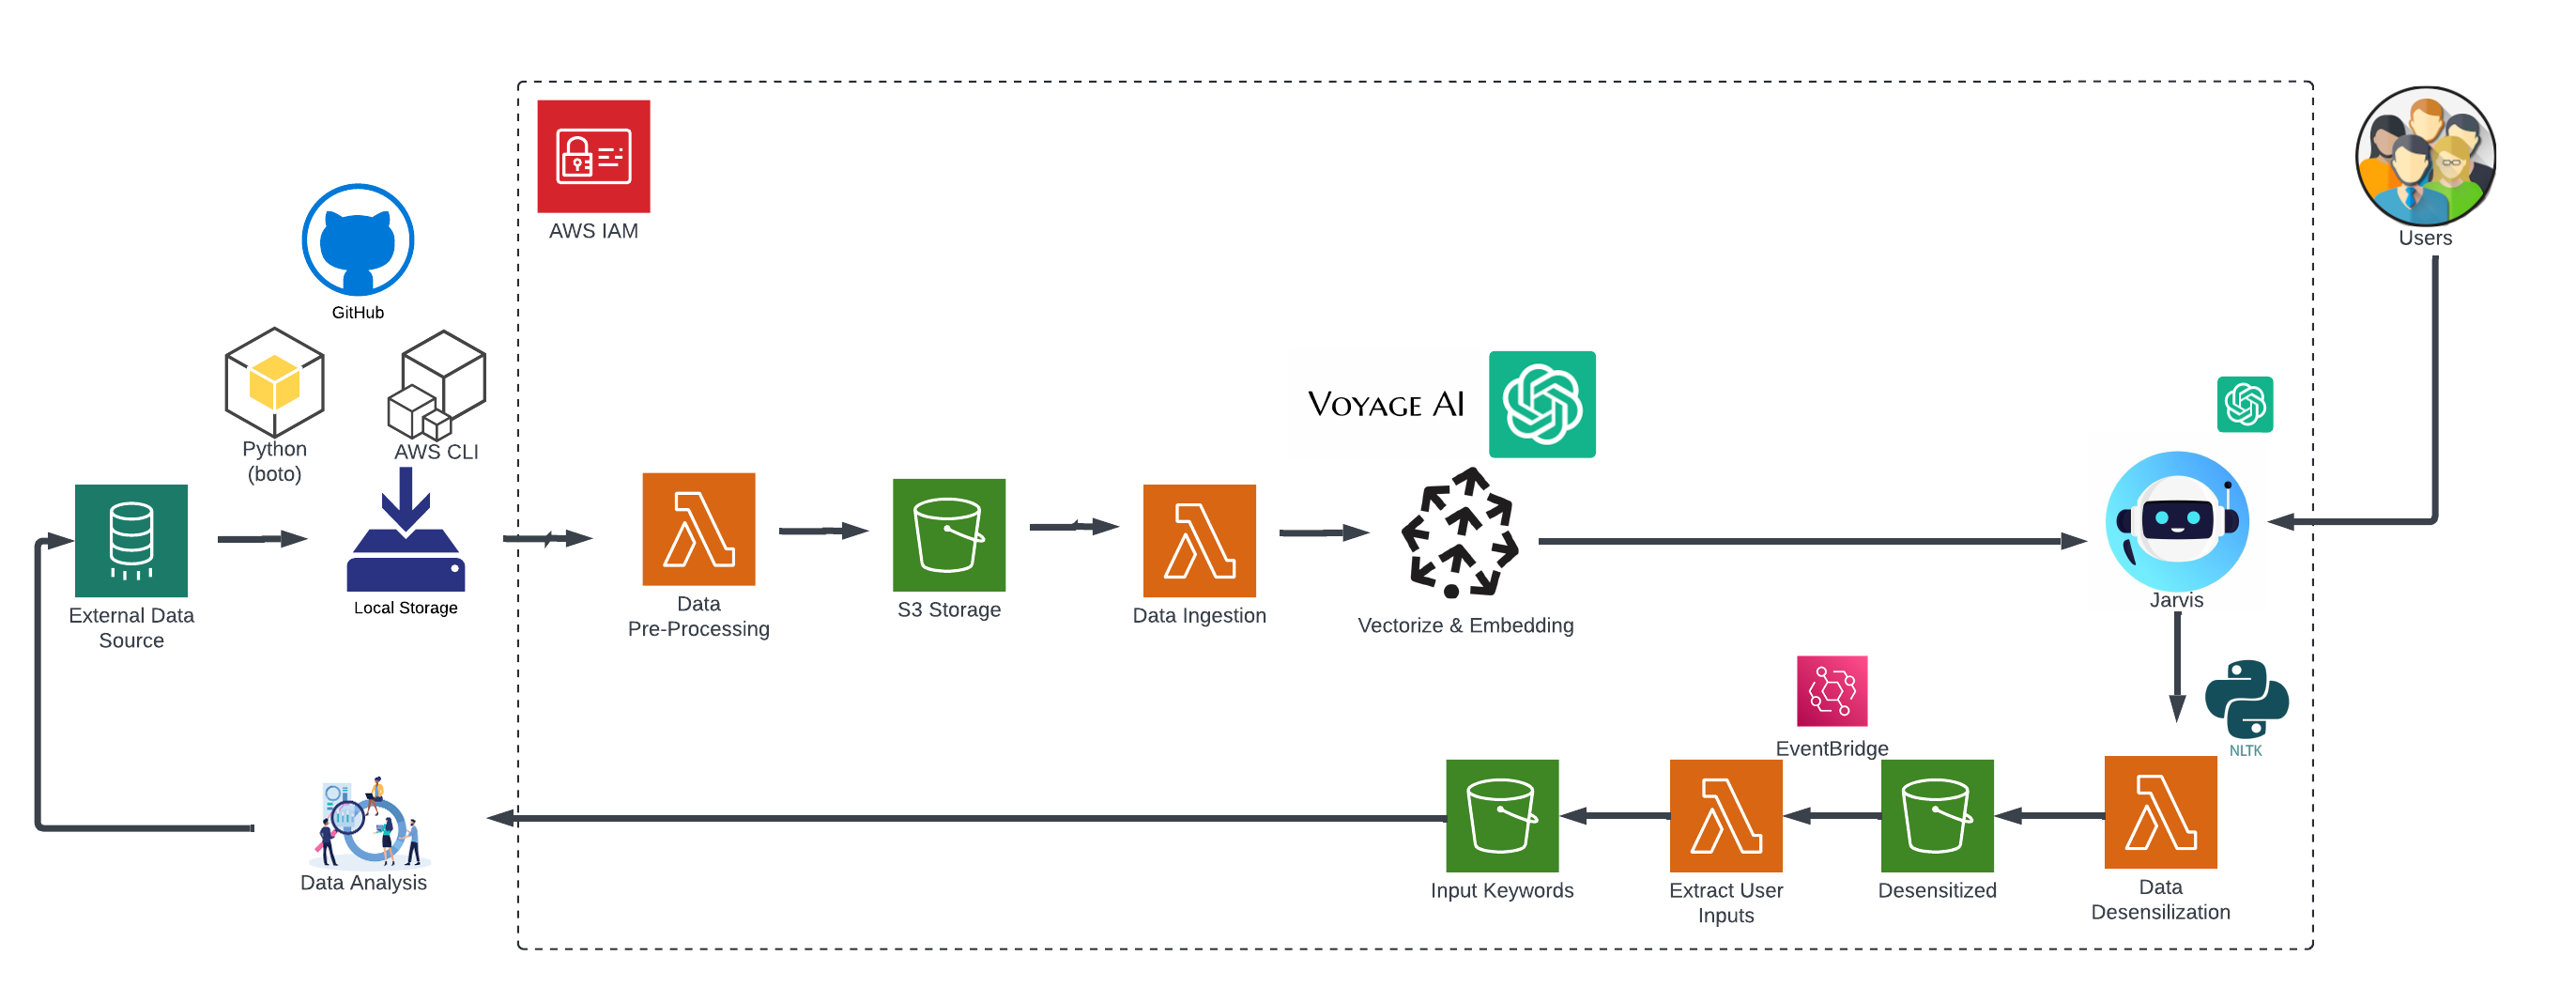 AWS IAM
Users
GitHub
Python
(boto)
AWS CLI
VOYAGE AI
External Data
Source
Local Storage
Data
Pre-Processing
S3 Storage
Data Ingestion
Vectorize & Embedding
Jarvis
EventBridge
NLTK
Data Analysis
Input Keywords
Extract User
Inputs
Desensitized
Data
Desensilization